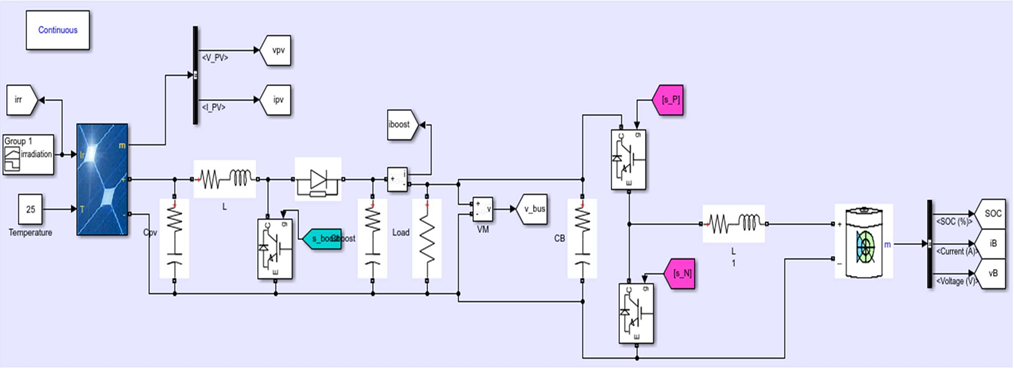 Continuous
<V_PV>
vpv
<I_PV>
ipv
irr
Group 1
irradiation
Ir
m
+
-
T
25
Temperature
Cpv
L
g
C
E
s_boost
Cboost
iboost
+
-
i
Load
+
-
v
VM
v_bus
CB
[s_P]
g
C
E
[s_N]
g
C
E
L
1
+
-
m
<SOC (%)>
SOC
<Current (A)>
iB
<Voltage (V)>
vB